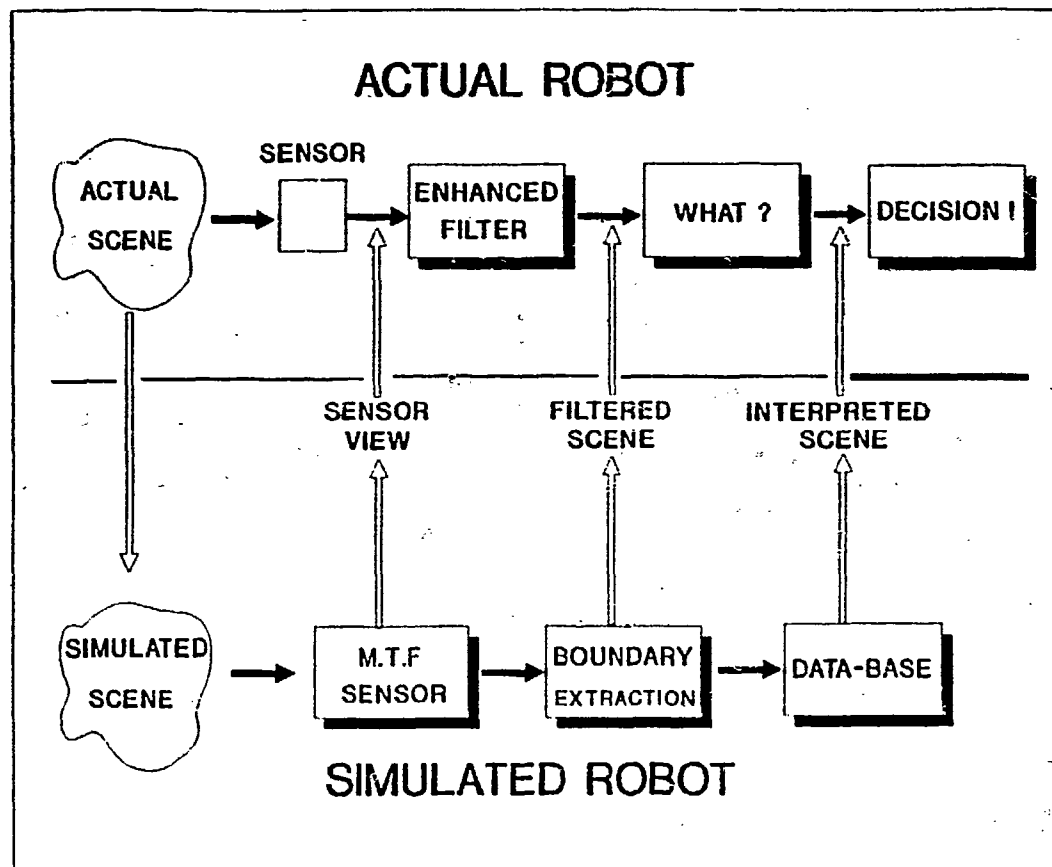 ACTUAL ROBOT
SENSOR
ACTUAL
SCENE
ENHANCED
FILTER
WHAT ?
DECISION !
SENSOR
VIEW
FILTERED
SCENE
INTERPRETED
SCENE
SIMULATED
SCENE
M.T.F
SENSOR
BOUNDARY
EXTRACTION
DATA-BASE
SIMULATED ROBOT